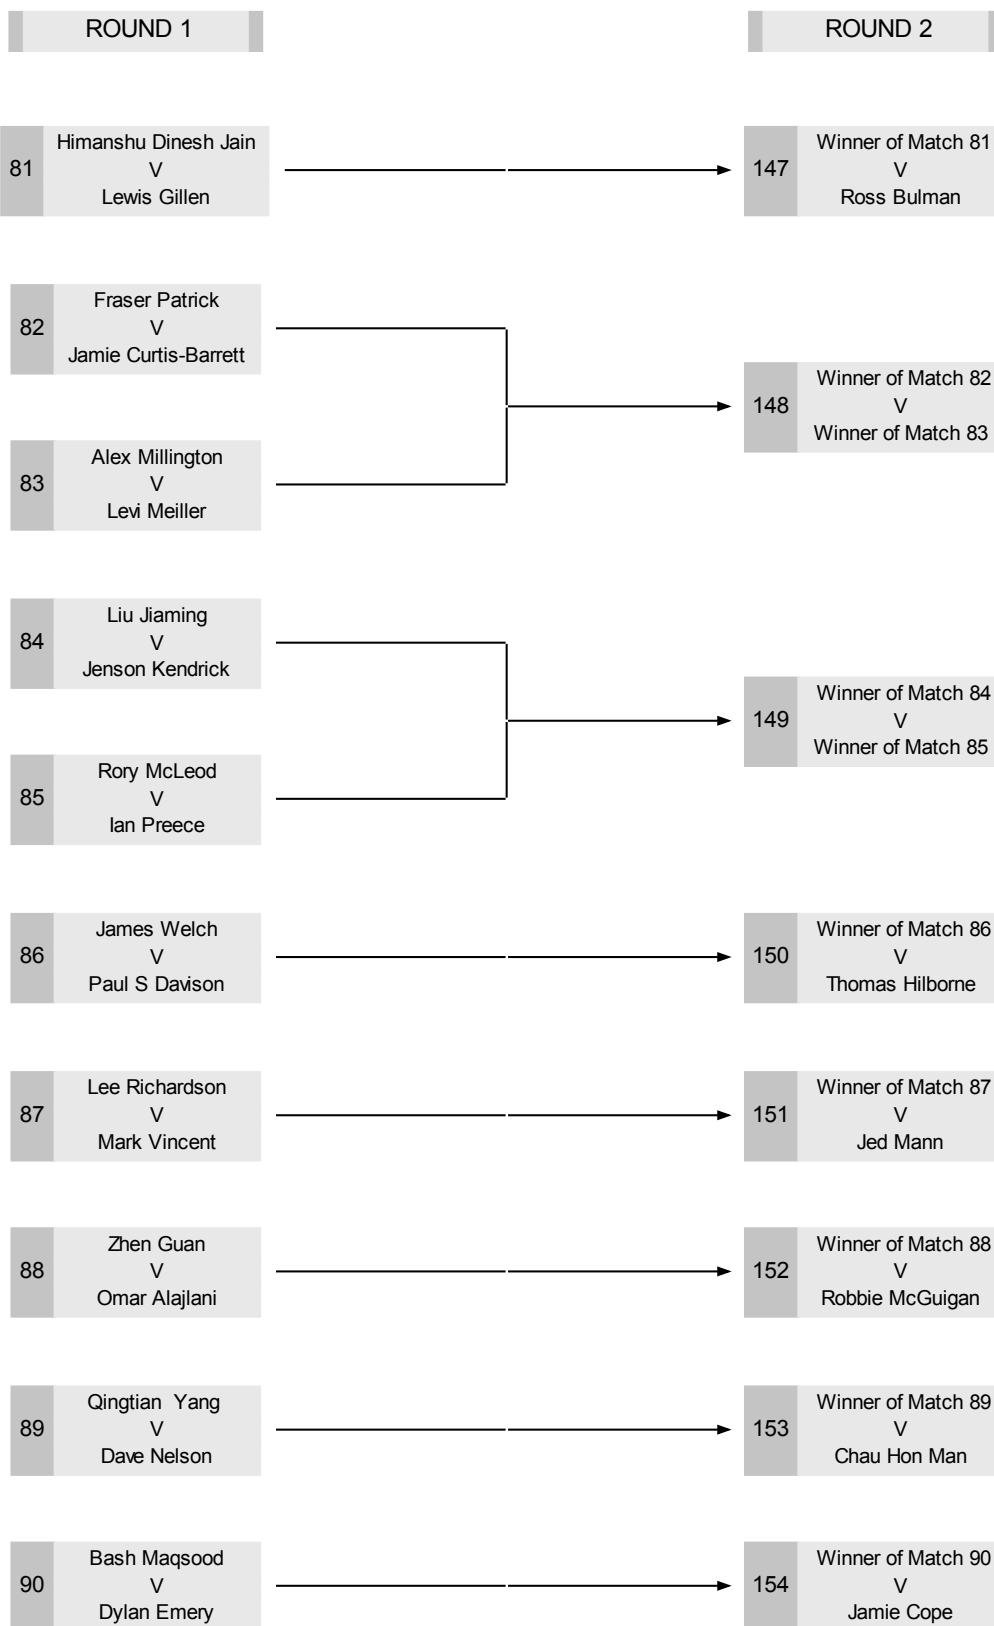 ROUND 1
ROUND 2
81
Himanshu Dinesh Jain
V
Lewis Gillen
147
Winner of Match 81
V
Ross Bulman
82
Fraser Patrick
V
Jamie Curtis-Barrett
148
Winner of Match 82
V
Winner of Match 83
83
Alex Millington
V
Levi Meiller
84
Liu Jiaming
V
Jenson Kendrick
149
Winner of Match 84
V
Winner of Match 85
85
Rory McLeod
V
Ian Preece
86
James Welch
V
Paul S Davison
150
Winner of Match 86
V
Thomas Hilborne
87
Lee Richardson
V
Mark Vincent
151
Winner of Match 87
V
Jed Mann
88
Zhen Guan
V
Omar Alajlani
152
Winner of Match 88
V
Robbie McGuigan
89
Qingtian  Yang
V
Dave Nelson
153
Winner of Match 89
V
Chau Hon Man
90
Bash Maqsood
V
Dylan Emery
154
Winner of Match 90
V
Jamie Cope